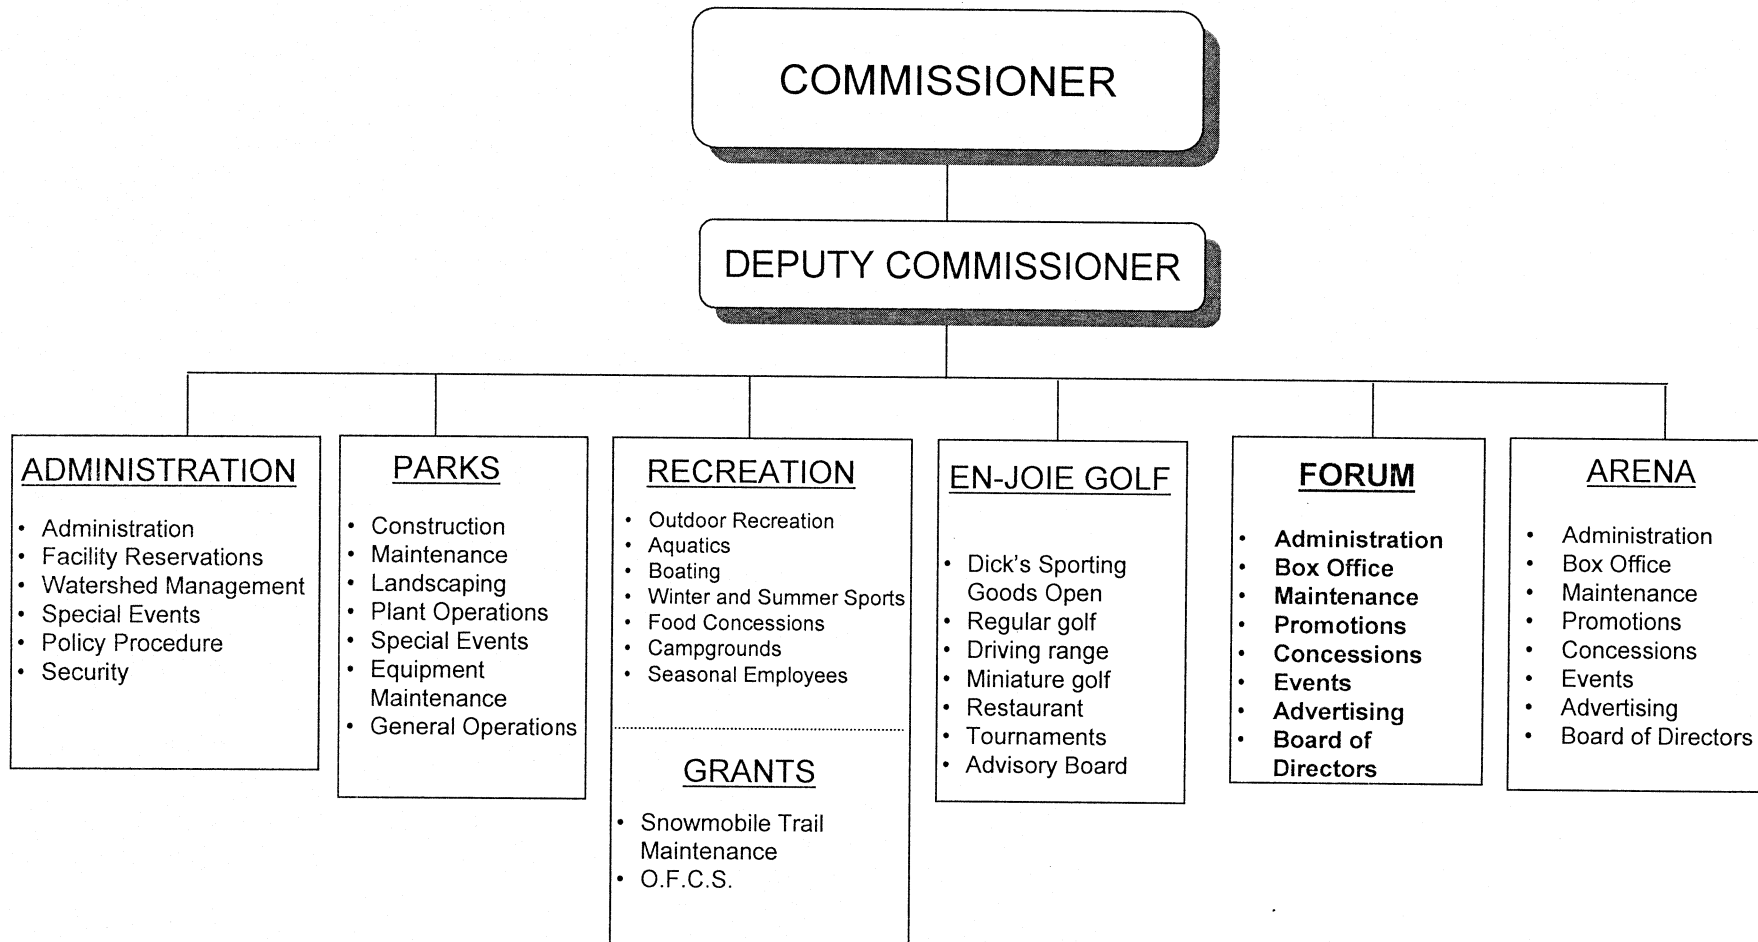 COMMISSIONER
DEPUTY COMMISSIONER
ADMINISTRATION
• Administration
• Facility Reservations
• Watershed Management
• Special Events
• Policy Procedure
• Security
PARKS
• Construction
• Maintenance
• Landscaping
• Plant Operations
• Special Events
• Equipment
Maintenance
• General Operations
RECREATION
• Outdoor Recreation
• Aquatics
• Boating
• Winter and Summer Sports
• Food Concessions
• Campgrounds
• Seasonal Employees
GRANTS
• Snowmobile Trail
Maintenance
• O.F.C.S.
EN-JOIE GOLF
• Dick's Sporting
Goods Open
• Regular golf
• Driving range
• Miniature golf
• Restaurant
• Tournaments
• Advisory Board
FORUM
• Administration
• Box Office
• Maintenance
• Promotions
• Concessions
• Events
• Advertising
• Board of
Directors
ARENA
• Administration
• Box Office
• Maintenance
• Promotions
• Concessions
• Events
• Advertising
• Board of Directors